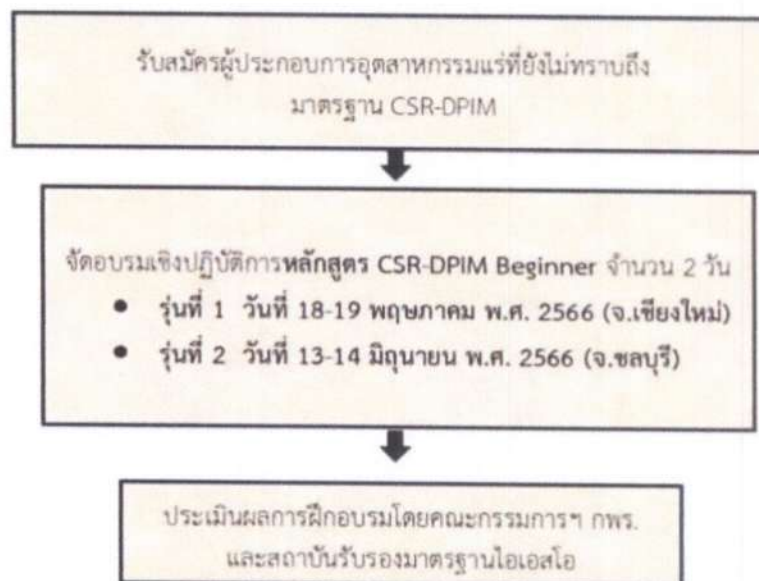 รับสมัครผู้ประกอบการอุตสาหกรรมแร่ที่ยังไม่ทราบถึง
มาตรฐาน CSR-DPIM
จัดอบรมเชิงปฏิบัติการหลักสูตร CSR-DPIM Beginner จำนวน 2 วัน
● รุ่นที่ 1 วันที่ 18-19 พฤษภาคม พ.ศ. 2566 (จ.เชียงใหม่)
● รุ่นที่ 2 วันที่ 13-14 มิถุนายน พ.ศ. 2566 (จ.ชลบุรี)
ประเมินผลการฝึกอบรมโดยคณะกรรมการฯ กพร.
และสถาบันรับรองมาตรฐานไอเอสโอ